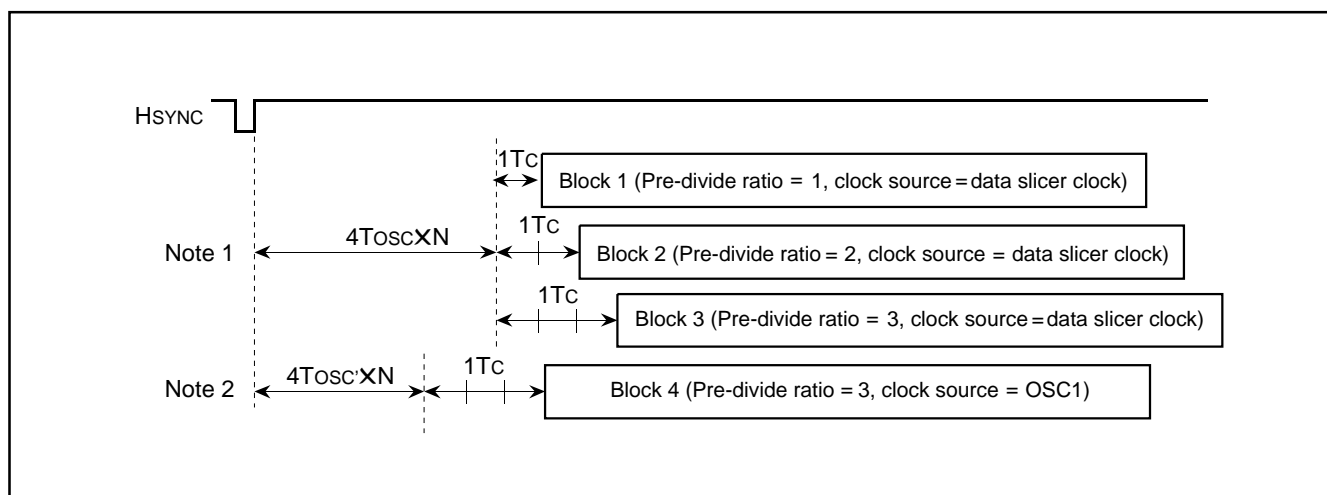 HSYNC
1TC
Block 1 (Pre-divide ratio = 1, clock source = data slicer clock)
1TC
Note 1
4TOSC×N
Block 2 (Pre-divide ratio = 2, clock source = data slicer clock)
1TC
Block 3 (Pre-divide ratio = 3, clock source = data slicer clock)
Note 2
4TOSC'×N
1TC
Block 4 (Pre-divide ratio = 3, clock source = OSC1)